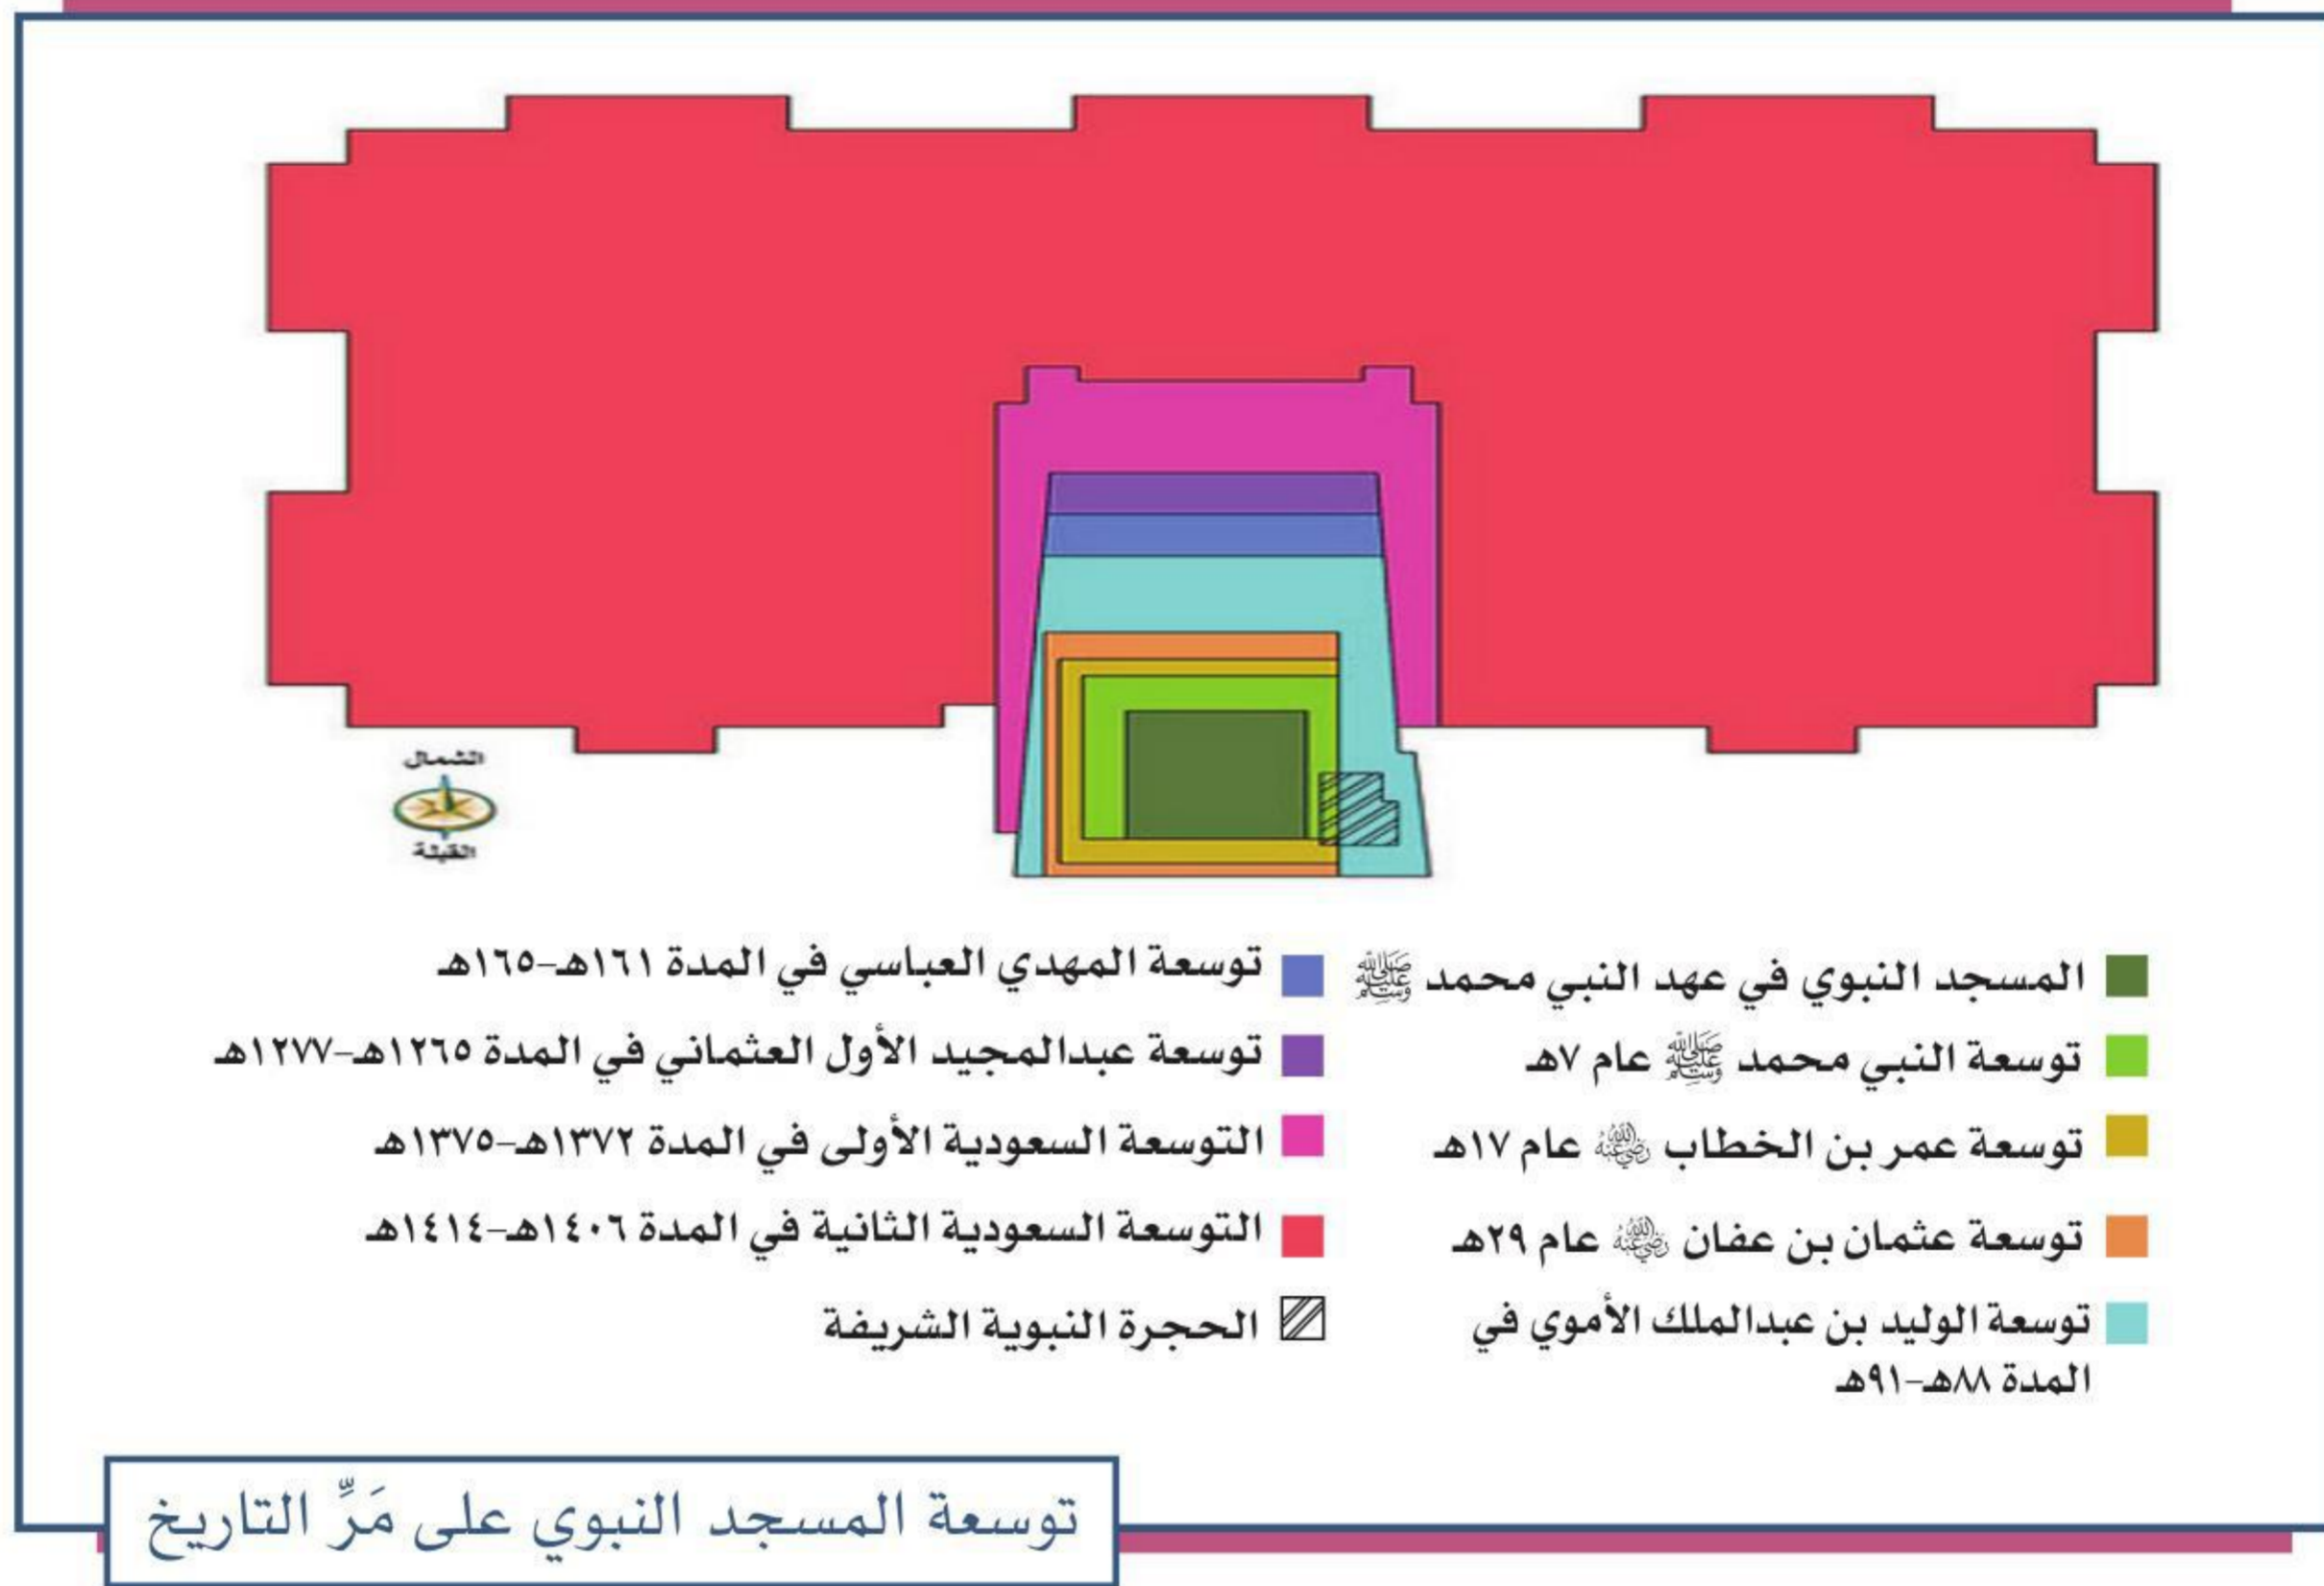 الشمال
القبلة
المسجد النبوي في عهد النبي محمد ﷺ
توسعة النبي محمد ﷺ عام ٧هـ
توسعة عمر بن الخطاب رضي الله عنه عام ١٧هـ
توسعة عثمان بن عفان رضي الله عنه عام ٢٩هـ
توسعة الوليد بن عبدالملك الأموي في
المدة ٨٨هـ-٩١هـ
توسعة المهدي العباسي في المدة ١٦١هـ-١٦٥هـ
توسعة عبدالمجيد الأول العثماني في المدة ١٢٦٥هـ-١٢٧٧هـ
التوسعة السعودية الأولى في المدة ١٣٧٢هـ-١٣٧٥هـ
التوسعة السعودية الثانية في المدة ١٤٠٦هـ-١٤١٤هـ
الحجرة النبوية الشريفة
توسعة المسجد النبوي على مَرِّ التاريخ